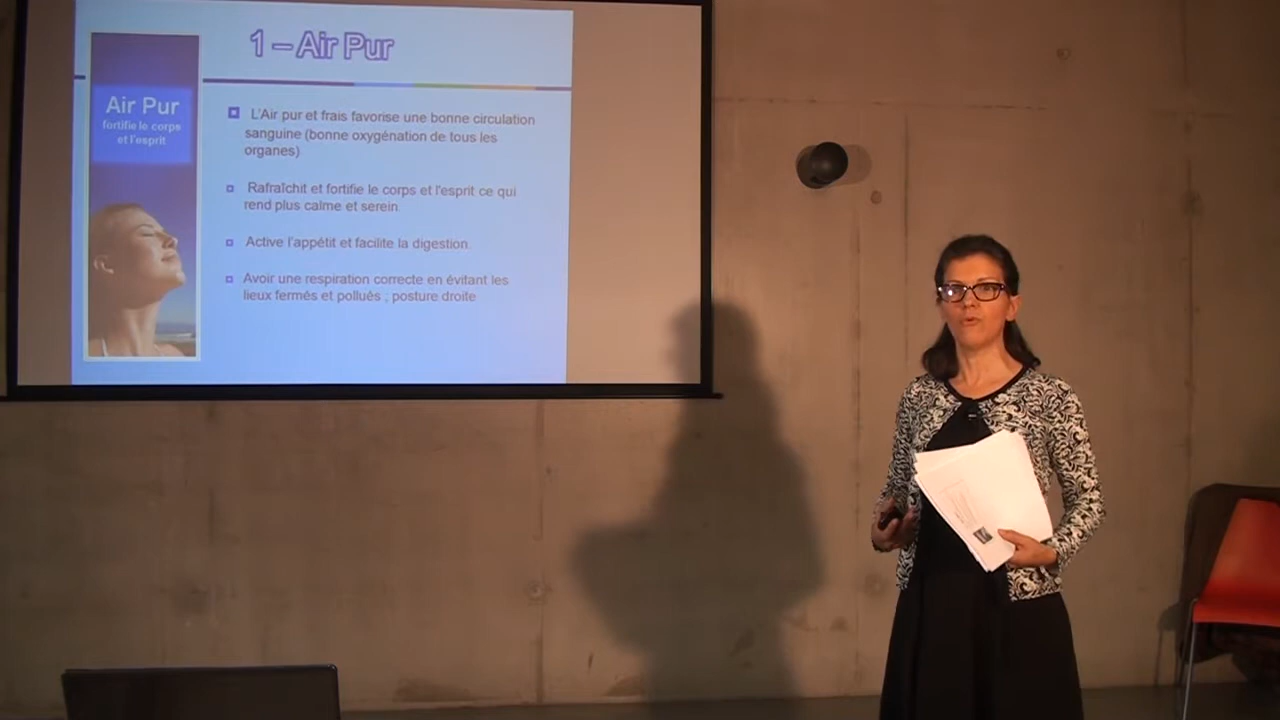 1 – Air Pur
Air Pur
fortifie le corps
et l'esprit
L'Air pur et frais favorise une bonne circulation
sanguine (bonne oxygénation de tous les
organes)
Rafraîchit et fortifie le corps et l'esprit ce qui
rend plus calme et serein.
Active l'appétit et facilite la digestion.
Avoir une respiration correcte en évitant les
lieux fermés et pollués ; posture droite